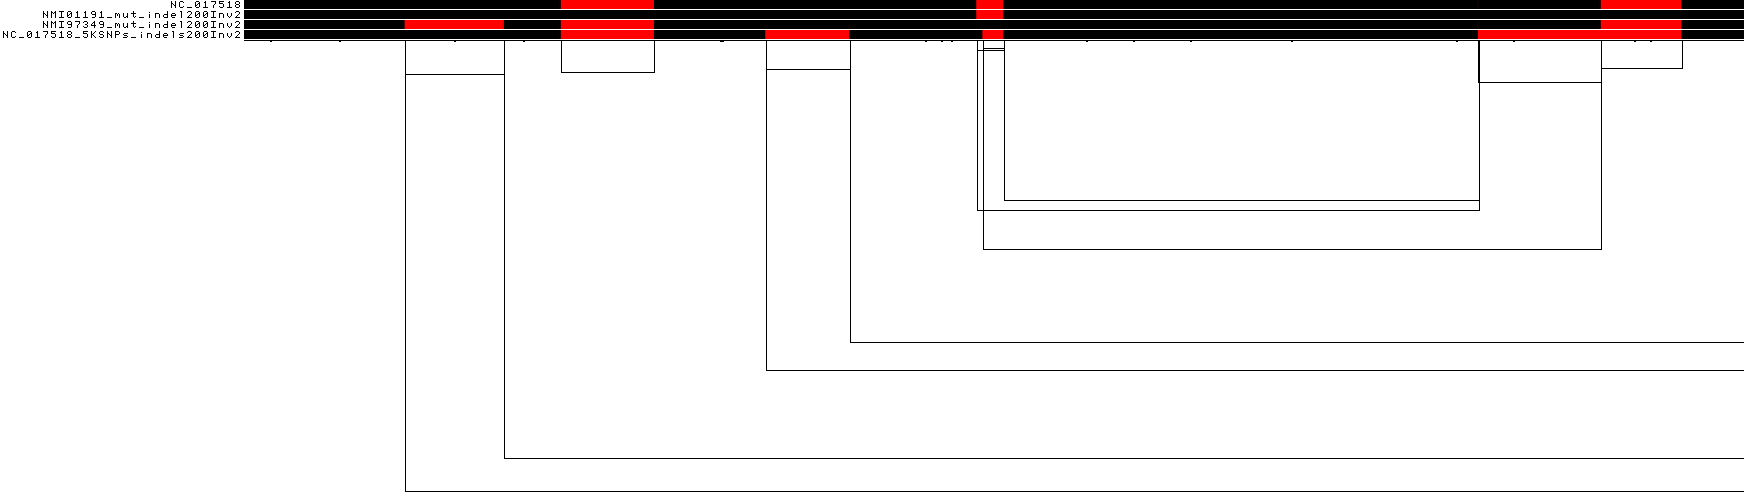 NC_017518
NMI01191_mut_indel200Inv2
NMI97349_mut_indel200Inv2
NC_017518_5KSNPs_indels200Inv2